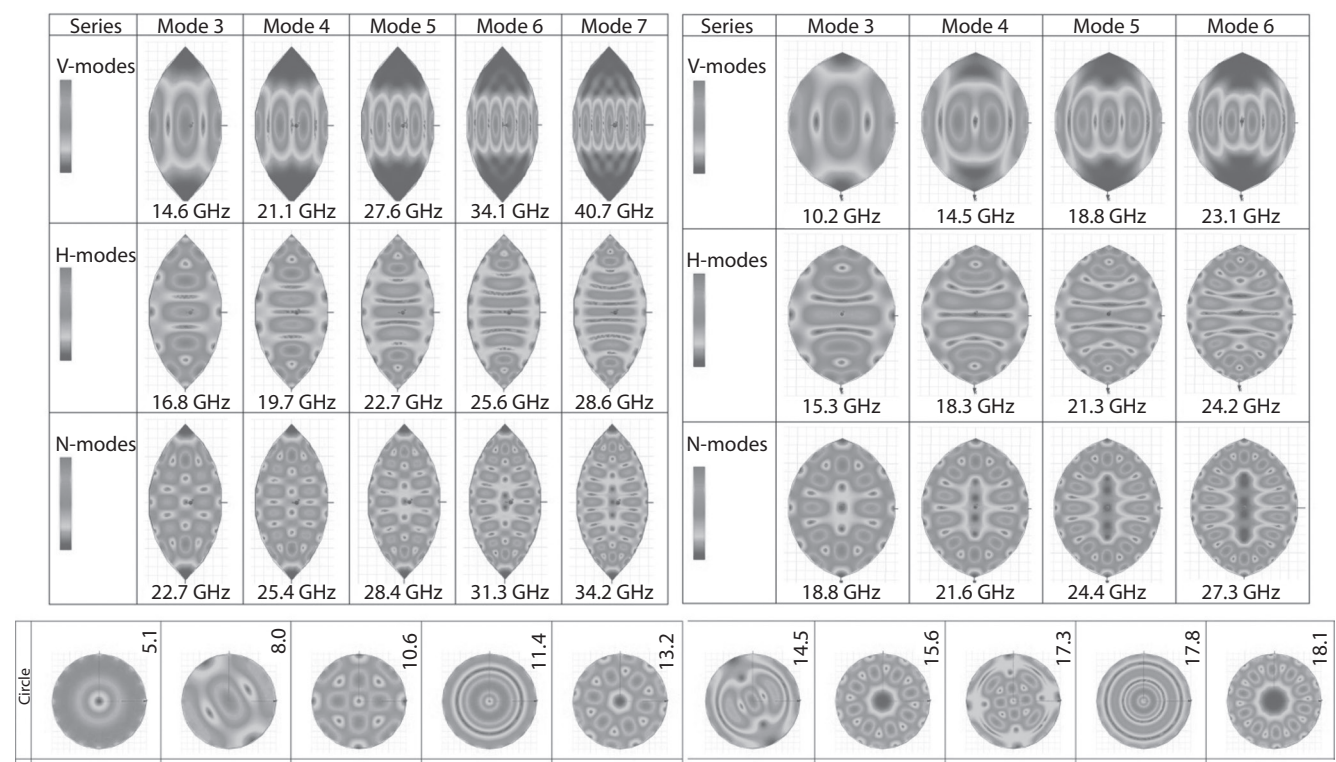 Series Mode 3 Mode 4 Mode 5 Mode 6 Mode 7
V-modes
14.6 GHz 21.1 GHz 27.6 GHz 34.1 GHz 40.7 GHz
H-modes
16.8 GHz 19.7 GHz 22.7 GHz 25.6 GHz 28.6 GHz
N-modes
22.7 GHz 25.4 GHz 28.4 GHz 31.3 GHz 34.2 GHz
Series Mode 3 Mode 4 Mode 5 Mode 6
V-modes
10.2 GHz 14.5 GHz 18.8 GHz 23.1 GHz
H-modes
15.3 GHz 18.3 GHz 21.3 GHz 24.2 GHz
N-modes
18.8 GHz 21.6 GHz 24.4 GHz 27.3 GHz
Circle 5.1 8.0 10.6 11.4 13.2 14.5 15.6 17.3 17.8 18.1